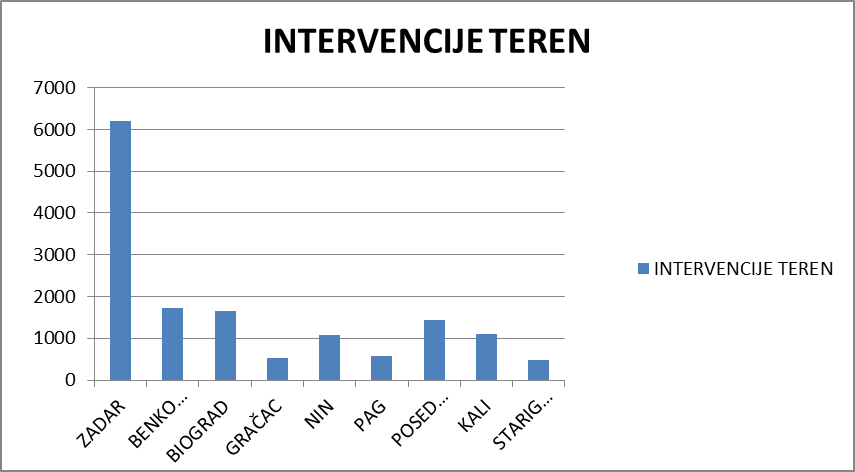 INTERVENCIJE TEREN
7000
6000
5000
4000
3000
2000
1000
0
ZADAR
BENKO...
BIOGRAD
GRAČAC
NIN
PAG
POSED...
KALI
STARIG...
INTERVENCIJE TEREN